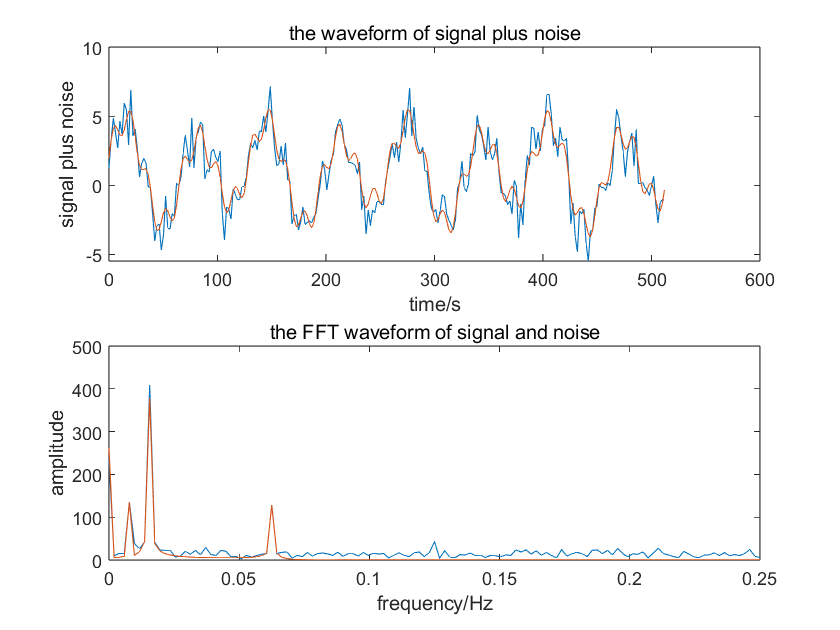 the waveform of signal plus noise
10
5
0
-5
signal plus noise
0 100 200 300 400 500 600
time/s
the FFT waveform of signal and noise
500
400
300
200
100
0
amplitude
0 0.05 0.1 0.15 0.2 0.25
frequency/Hz